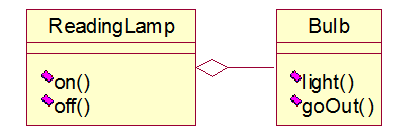 ReadingLamp
on()
off()
Bulb
light()
goOut()